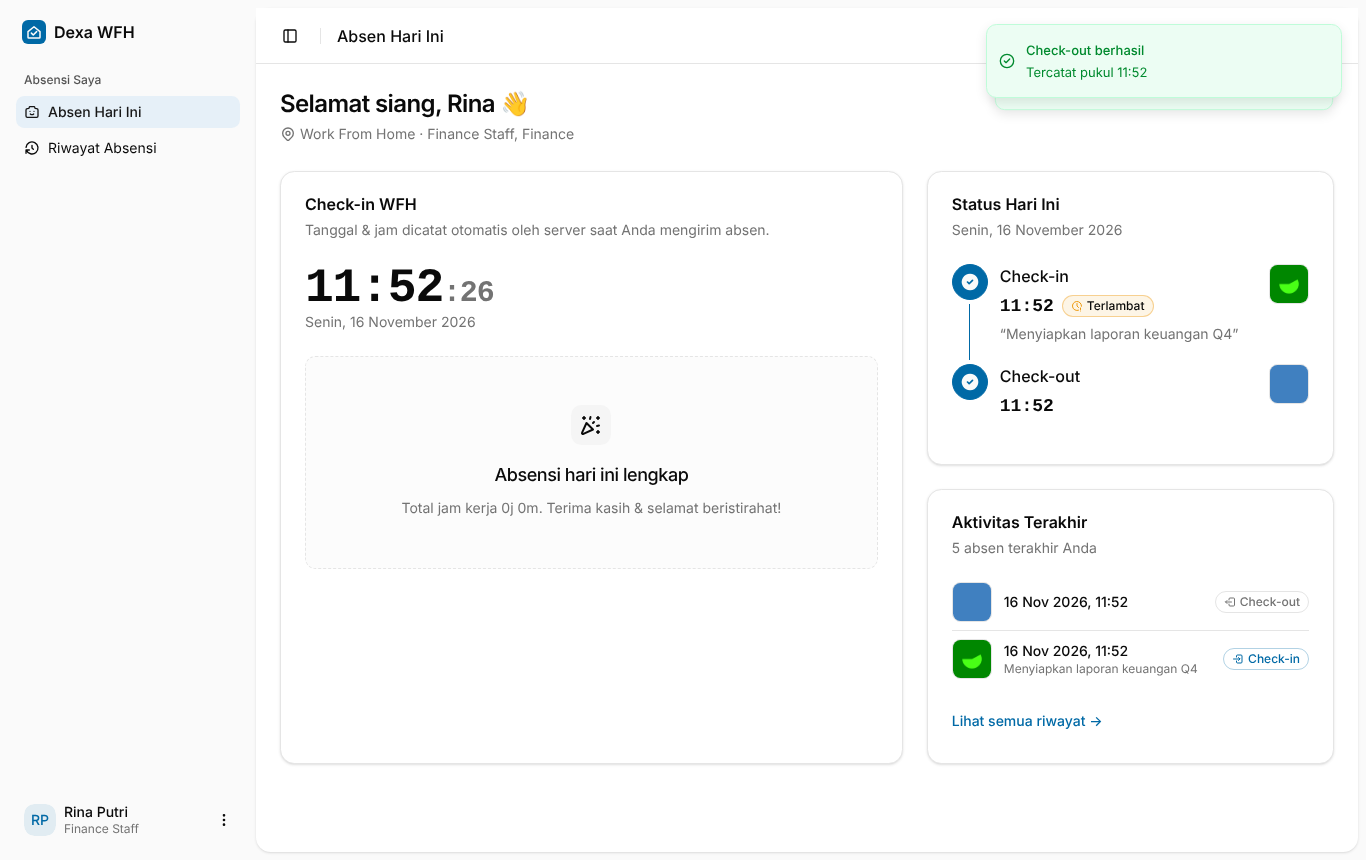 Dexa WFH
Absensi Saya
Absen Hari Ini
Riwayat Absensi
Absen Hari Ini
Check-out berhasil
Tercatat pukul 11:52
Selamat siang, Rina 👋
Work From Home · Finance Staff, Finance
Check-in WFH
Tanggal & jam dicatat otomatis oleh server saat Anda mengirim absen.
11:52:26
Senin, 16 November 2026
Absensi hari ini lengkap
Total jam kerja 0j 0m. Terima kasih & selamat beristirahat!
Status Hari Ini
Senin, 16 November 2026
Check-in
11:52 Terlambat
“Menyiapkan laporan keuangan Q4”
Check-out
11:52
Aktivitas Terakhir
5 absen terakhir Anda
16 Nov 2026, 11:52 Check-out
16 Nov 2026, 11:52 Check-in
Menyiapkan laporan keuangan Q4
Lihat semua riwayat →
RP Rina Putri
Finance Staff